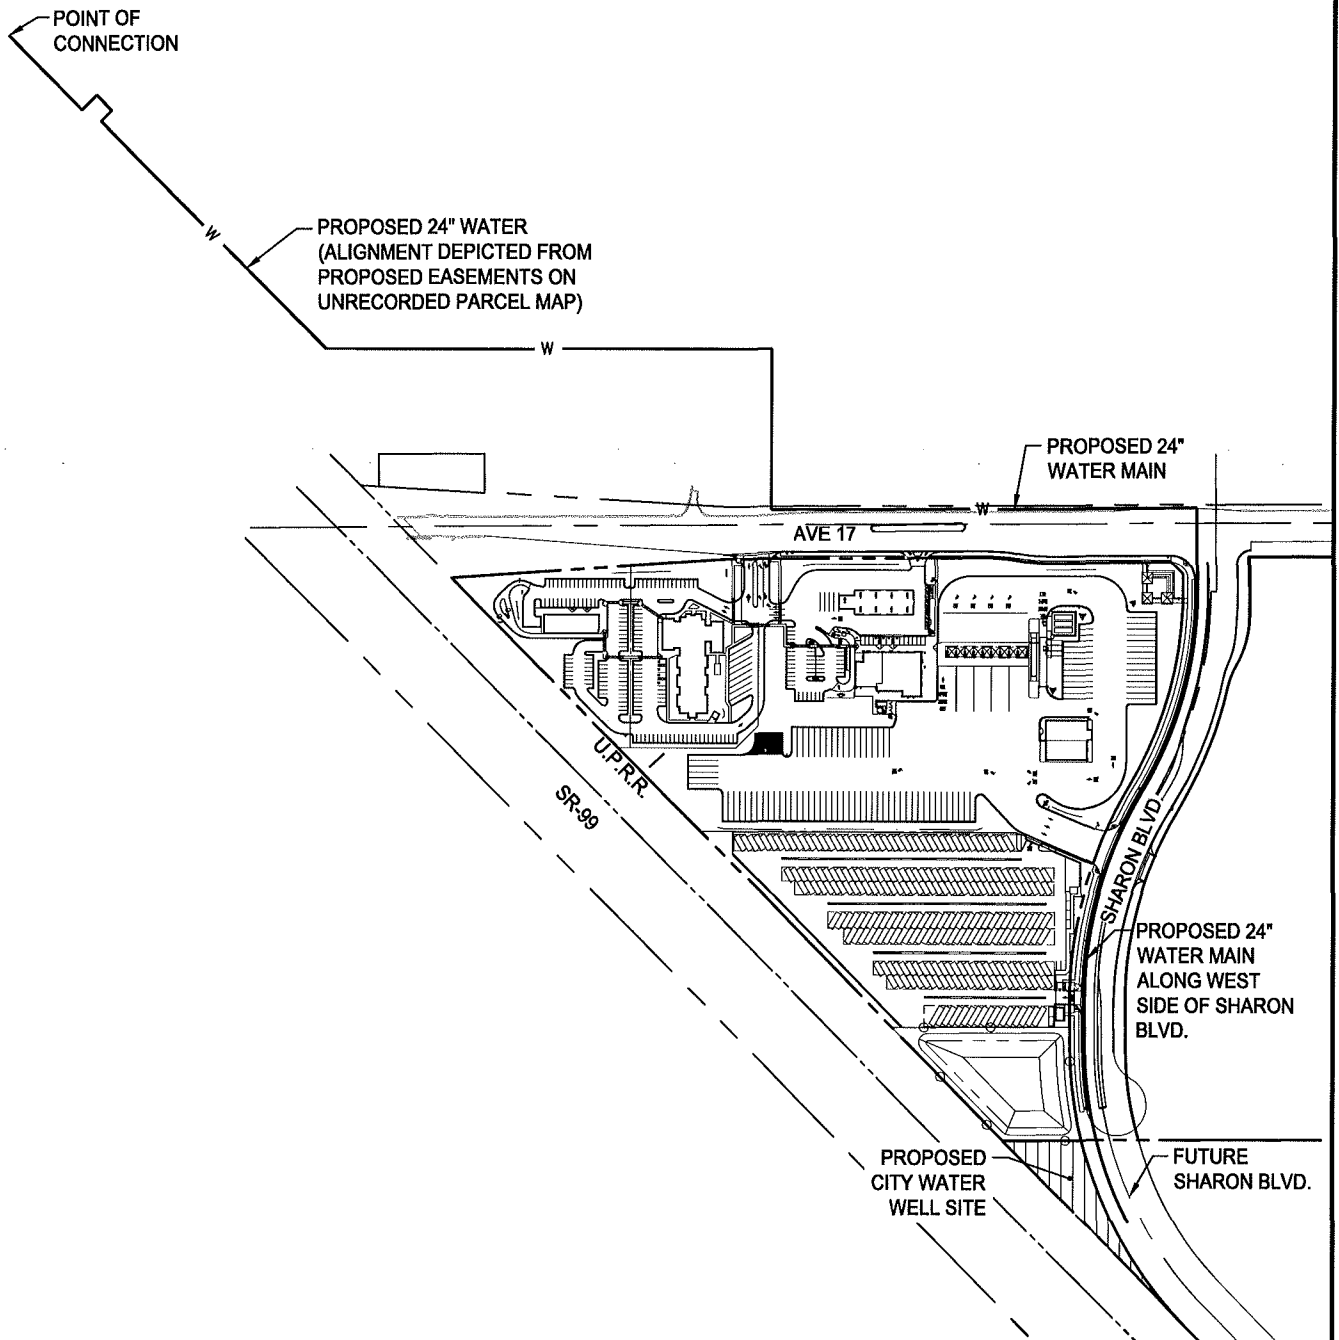 POINT OF
CONNECTION
W
PROPOSED 24" WATER
(ALIGNMENT DEPICTED FROM
PROPOSED EASEMENTS ON
UNRECORDED PARCEL MAP)
W
PROPOSED 24"
WATER MAIN
W
AVE 17
U.P.R.R.
SR-99
SHARON BLVD
PROPOSED 24"
WATER MAIN
ALONG WEST
SIDE OF SHARON
BLVD.
PROPOSED
CITY WATER
WELL SITE
FUTURE
SHARON BLVD.